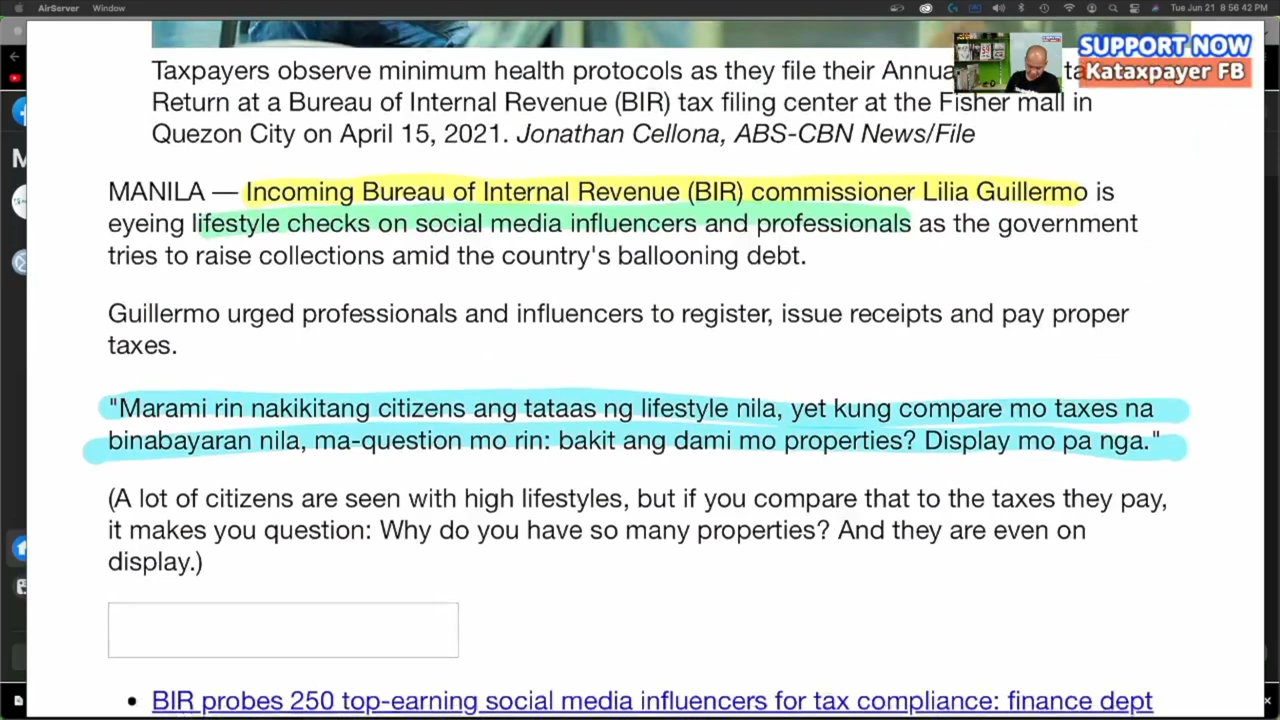 AirServer Window
Tue Jun 21 8 56 42 PM
SUPPORT NOW
Kataxpayer FB
Taxpayers observe minimum health protocols as they file their
Return at a Bureau of Internal Revenue (BIR) tax filing center at the Fisher mall in
Quezon City on April 15, 2021. Jonathan Cellona, ABS-CBN News/File
MANILA — Incoming Bureau of Internal Revenue (BIR) commissioner Lilia Guillermo is
eyeing lifestyle checks on social media influencers and professionals as the government
tries to raise collections amid the country's ballooning debt.
Guillermo urged professionals and influencers to register, issue receipts and pay proper
taxes.
"Marami rin nakikitang citizens ang tataas ng lifestyle nila, yet kung compare mo taxes na
binabayaran nila, ma-question mo rin: bakit ang dami mo properties? Display mo pa nga."
(A lot of citizens are seen with high lifestyles, but if you compare that to the taxes they pay,
it makes you question: Why do you have so many properties? And they are even on
display.)
• BIR probes 250 top-earning social media influencers for tax compliance: finance dept